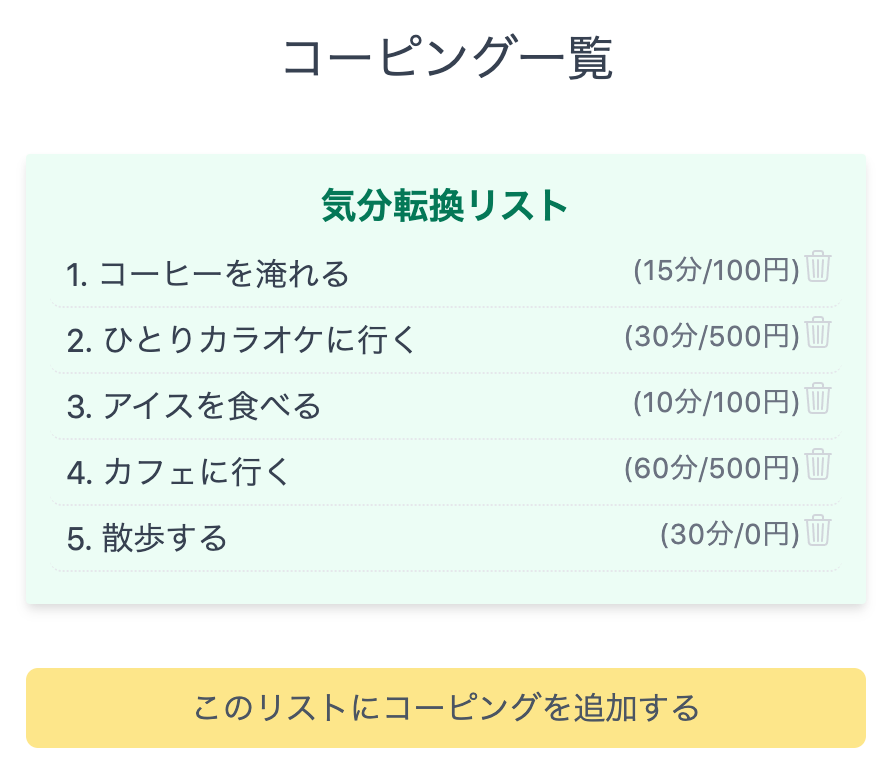 コーピング一覧
気分転換リスト
1. コーヒーを淹れる (15分/100円)
2. ひとりカラオケに行く (30分/500円)
3. アイスを食べる (10分/100円)
4. カフェに行く (60分/500円)
5. 散歩する (30分/0円)
このリストにコーピングを追加する